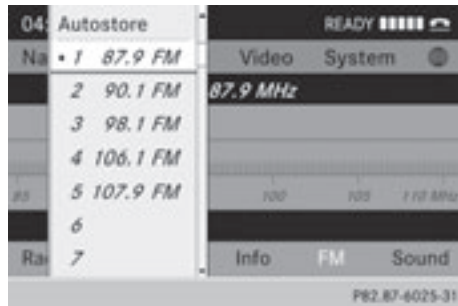 04: Autostore READY
Na • 1 87.9 FM Video System
2 90.1 FM 87.9 MHz
3 98.1 FM
4 106.1 FM
85 5 107.9 FM 100 105 110 MHz
6
Ra 7 Info FM Sound
P82.87-6025-31